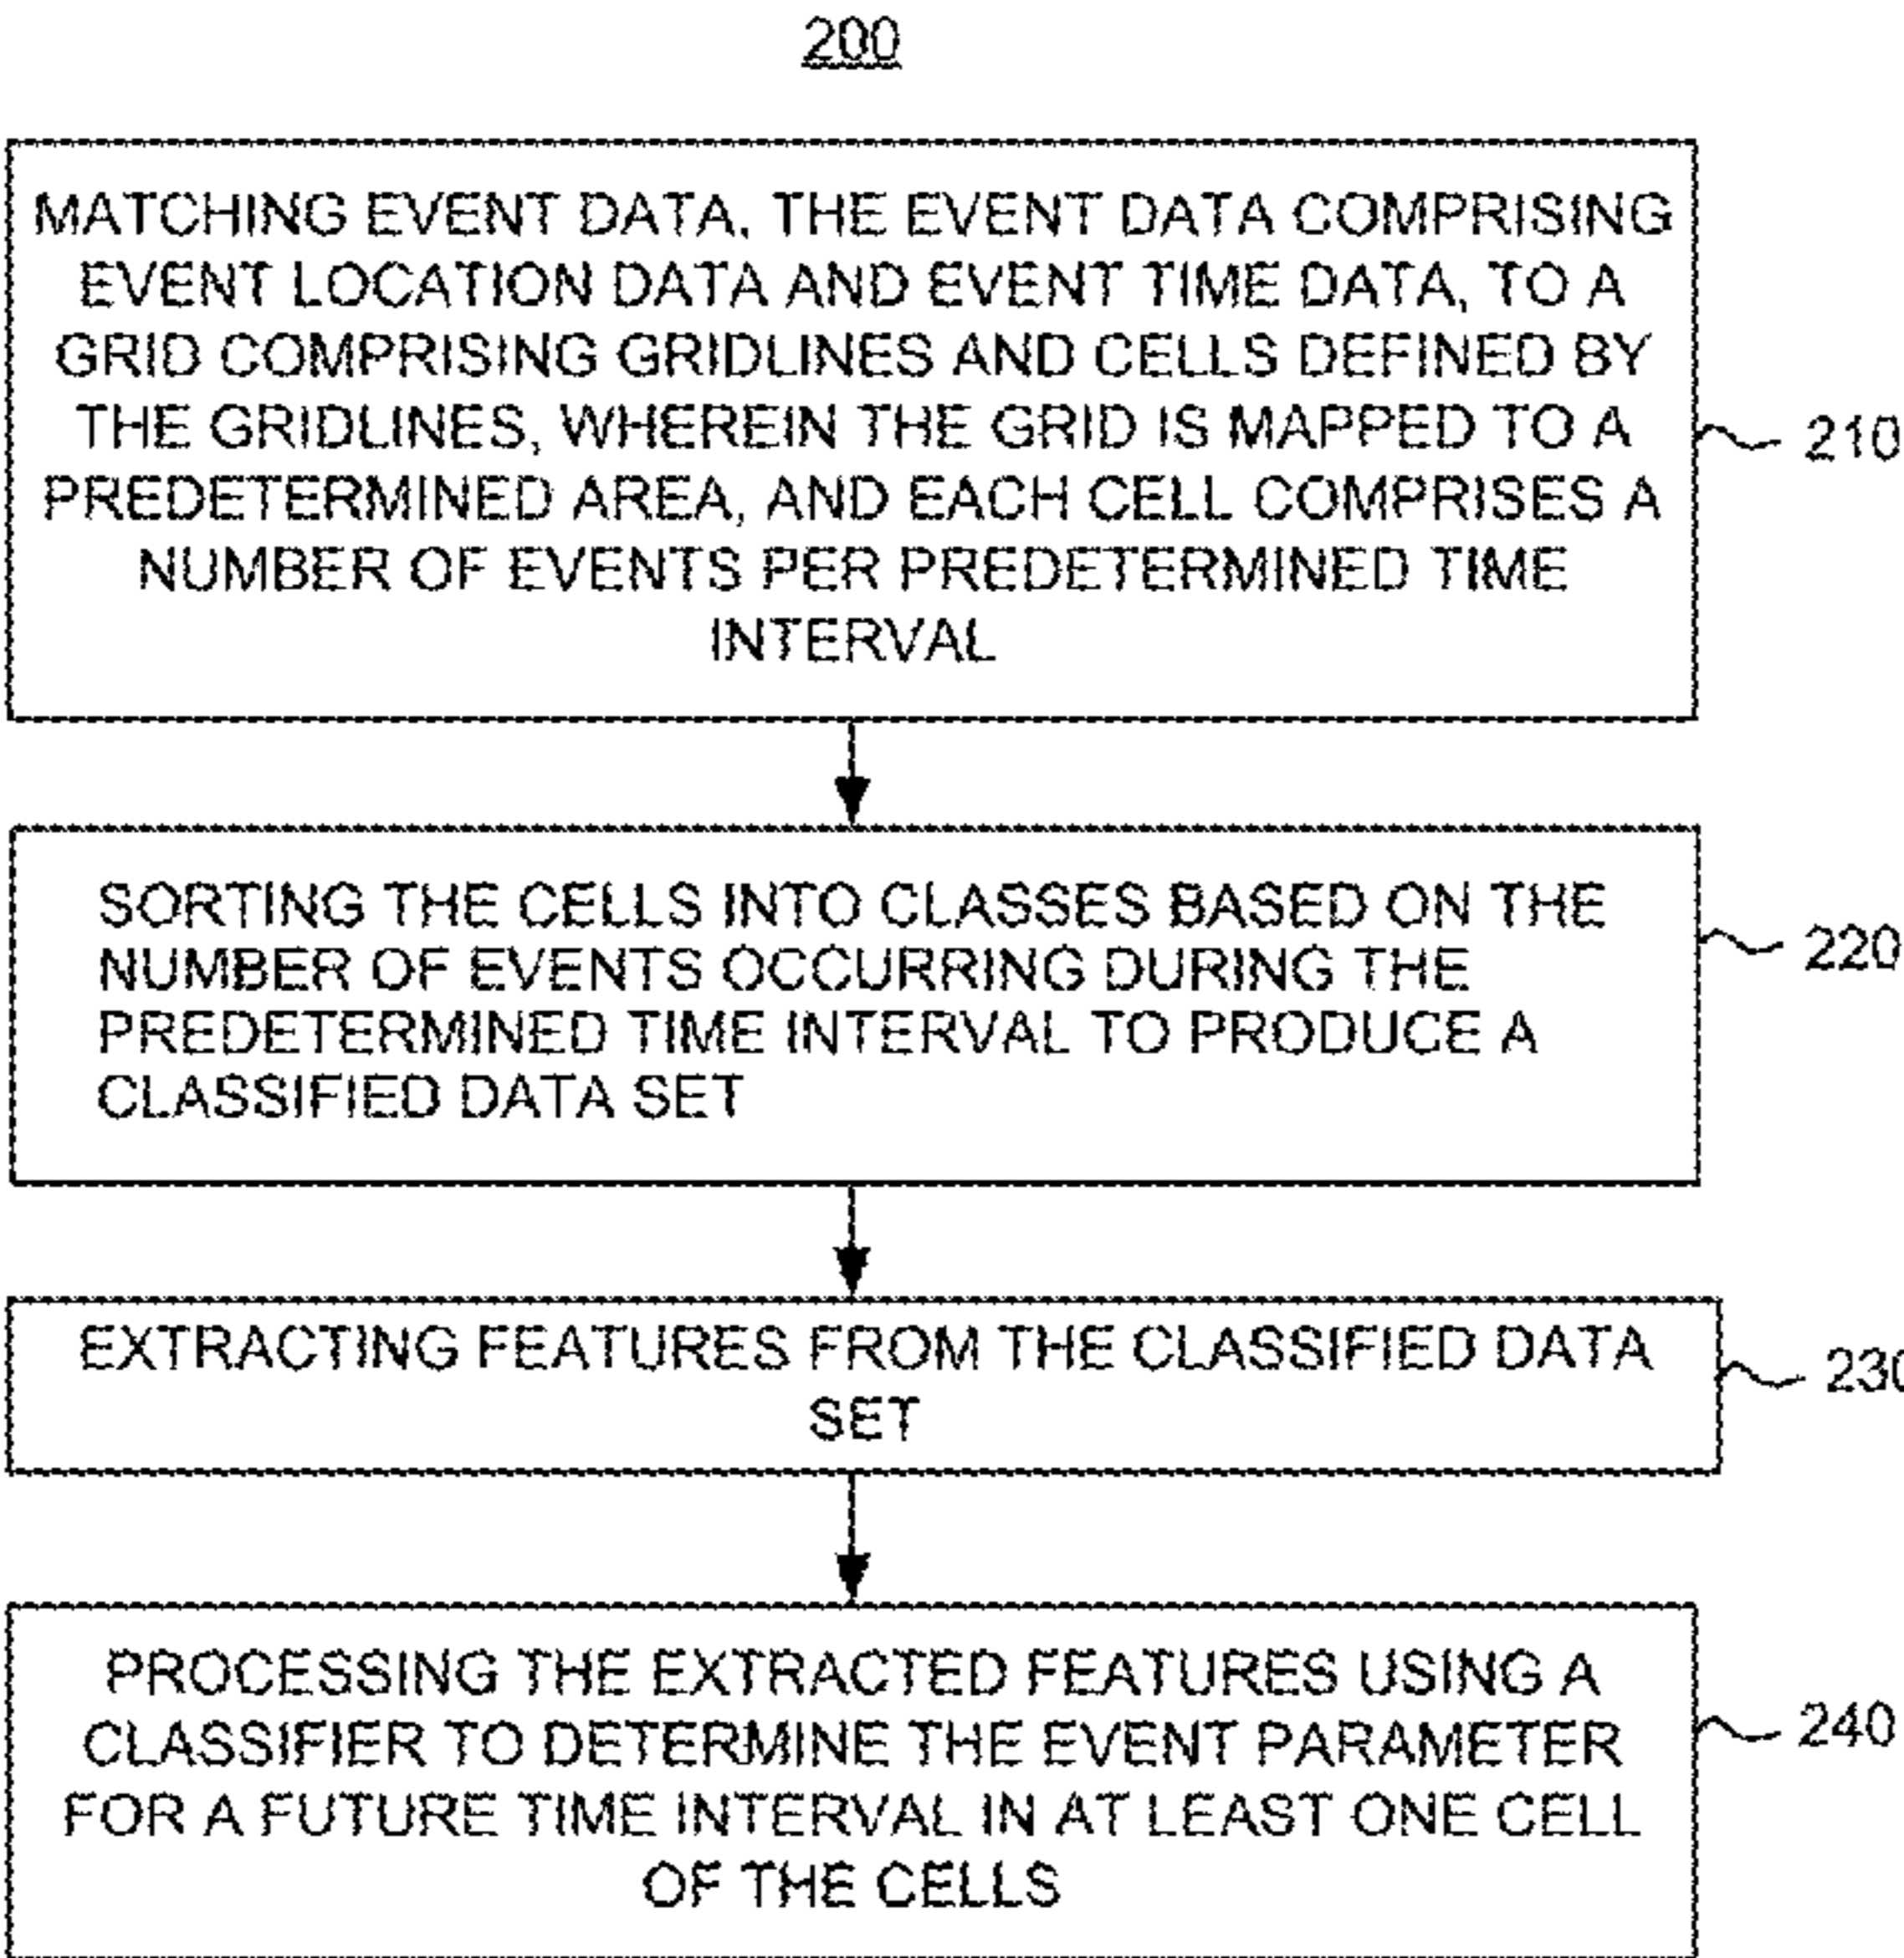 200
MATCHING EVENT DATA, THE EVENT DATA COMPRISING
EVENT LOCATION DATA AND EVENT TIME DATA, TO A
GRID COMPRISING GRIDLINES AND CELLS DEFINED BY
THE GRIDLINES, WHEREIN THE GRID IS MAPPED TO A
PREDETERMINED AREA, AND EACH CELL COMPRISES A
NUMBER OF EVENTS PER PREDETERMINED TIME
INTERVAL
210
SORTING THE CELLS INTO CLASSES BASED ON THE
NUMBER OF EVENTS OCCURRING DURING THE
PREDETERMINED TIME INTERVAL TO PRODUCE A
CLASSIFIED DATA SET
220
EXTRACTING FEATURES FROM THE CLASSIFIED DATA
SET
230
PROCESSING THE EXTRACTED FEATURES USING A
CLASSIFIER TO DETERMINE THE EVENT PARAMETER
FOR A FUTURE TIME INTERVAL IN AT LEAST ONE CELL
OF THE CELLS
240